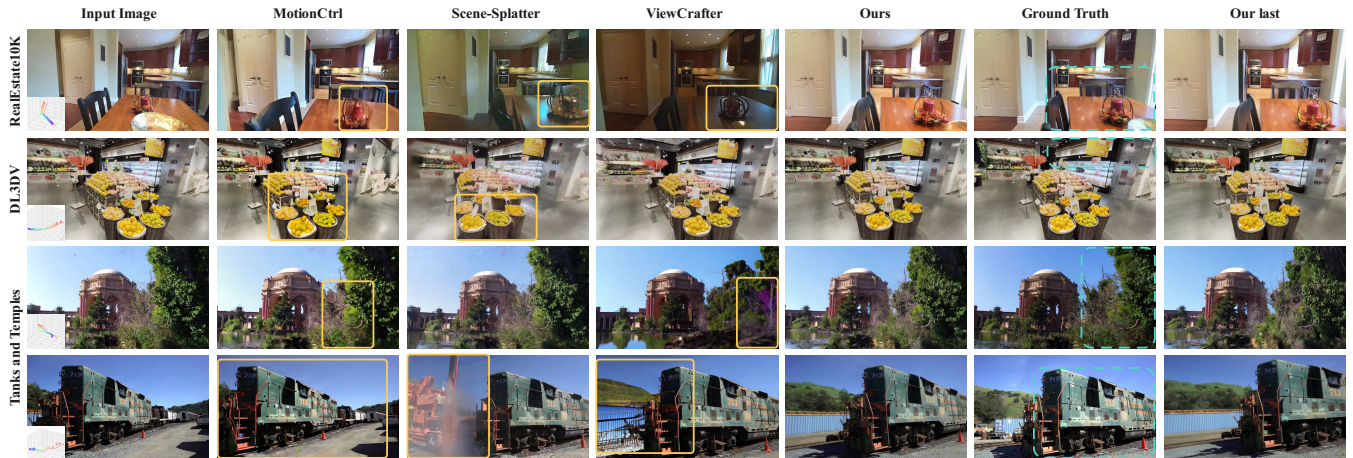 Input Image MotionCtrl Scene-Splatter ViewCrafter Ours Ground Truth Our last
RealEstate10K
DL3DV
Tanks and Temples